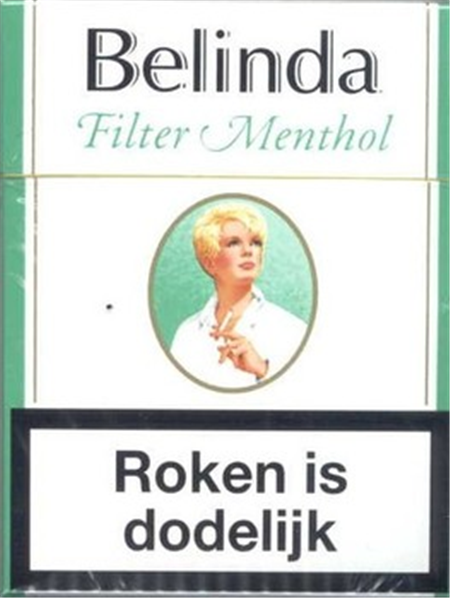 Belinda
Filter Menthol
Roken is
dodelijk